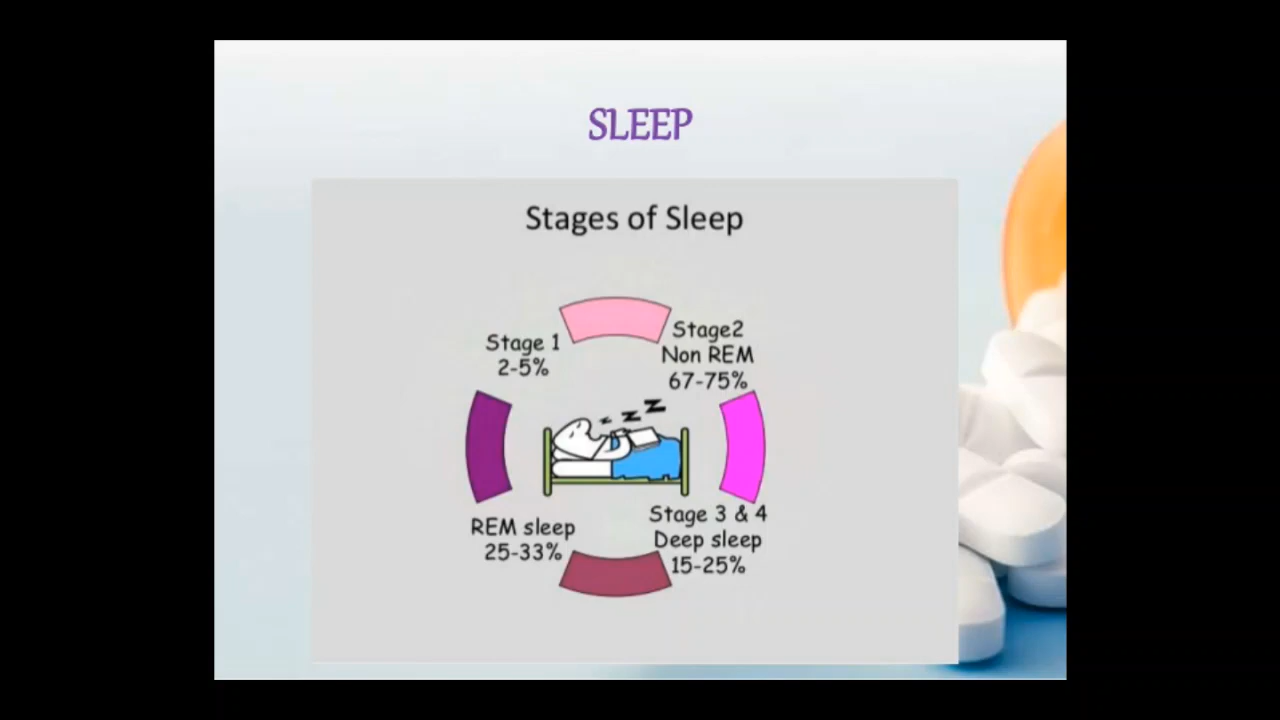 SLEEP
Stages of Sleep
Stage 1
2-5%
Stage2
Non REM
67-75%
z z z
REM sleep
25-33%
Stage 3 & 4
Deep sleep
15-25%